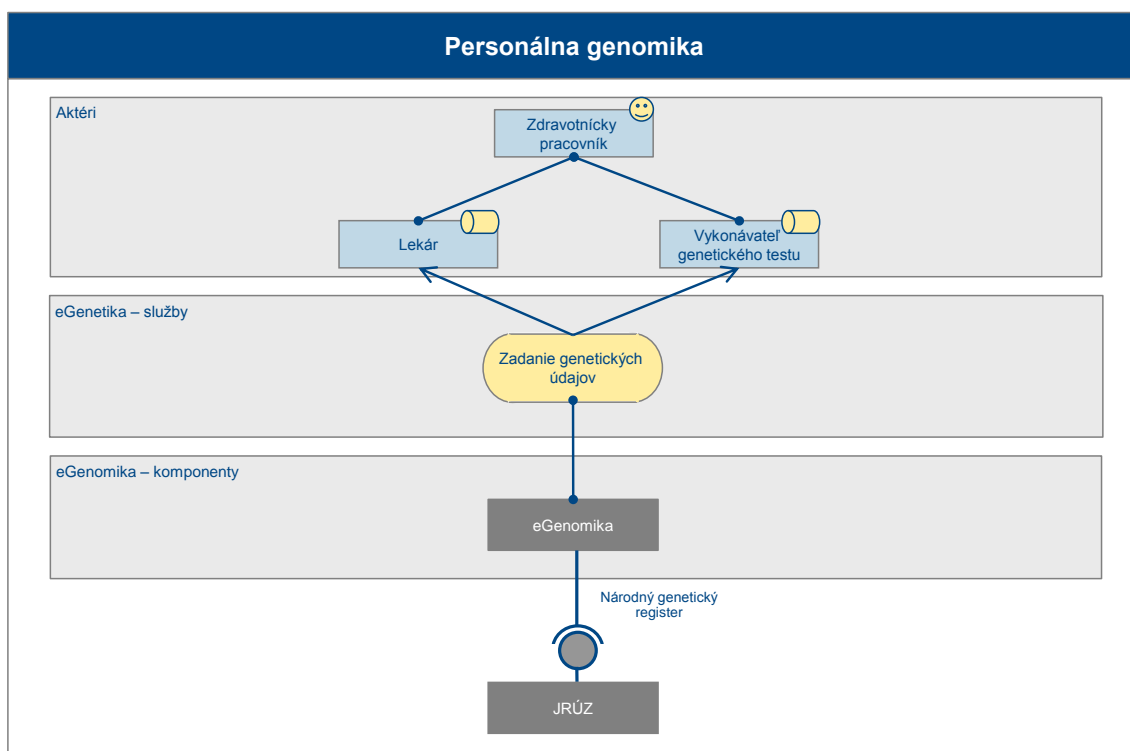 Personálna genomika
Aktéri
Zdravotnícky
pracovník
Lekár
Vykonávateľ
genetického testu
eGenetika – služby
Zadanie genetických
údajov
eGenomika – komponenty
eGenomika
Národný genetický
register
JRÚZ